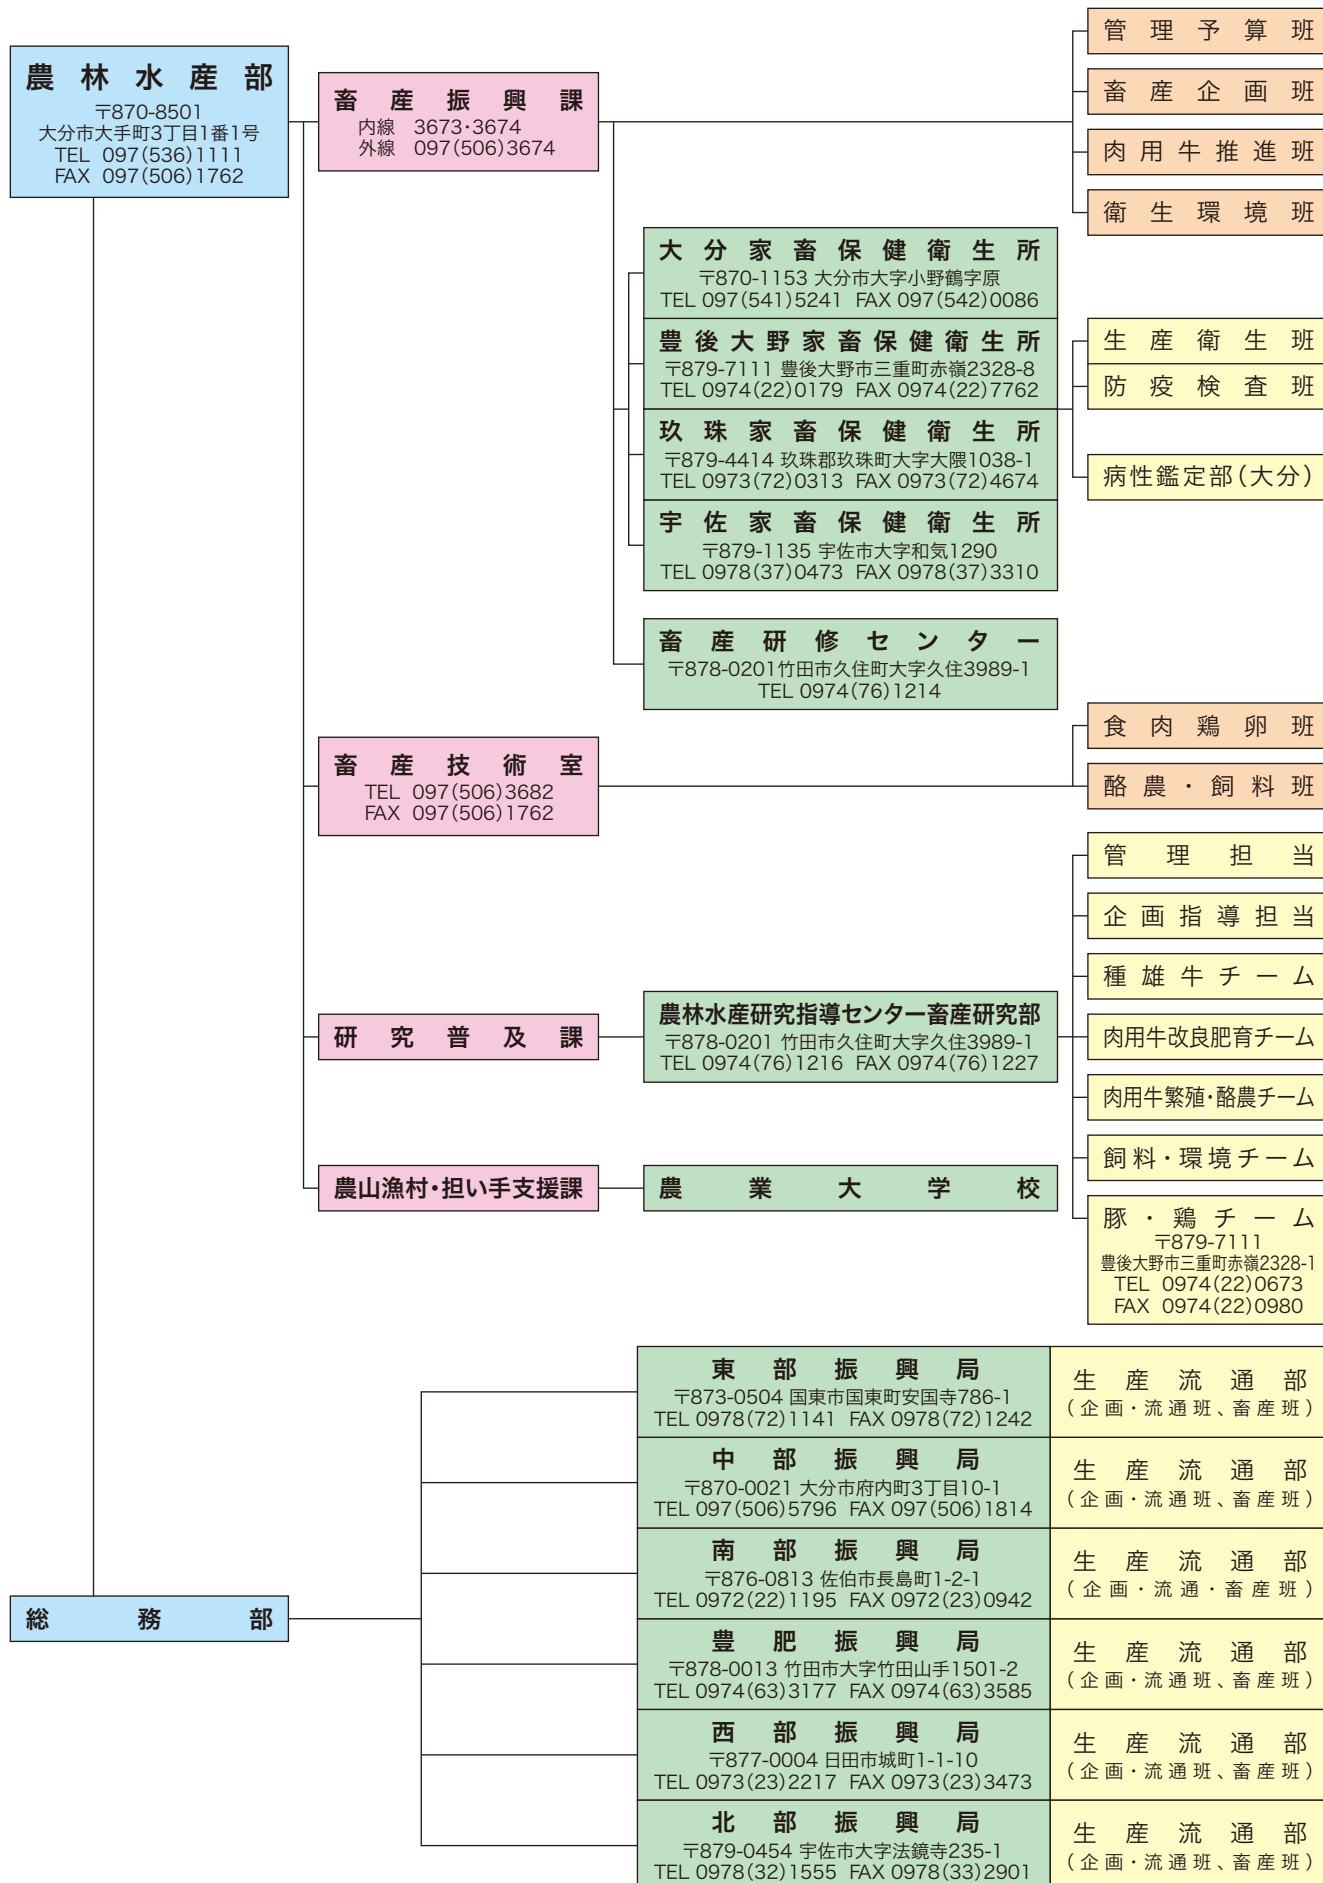 農林水産部
〒870-8501
大分市大手町3丁目1番1号
TEL 097(536)1111
FAX 097(506)1762
畜産振興課
内線 3673・3674
外線 097(506)3674
管理予算班
畜産企画班
肉用牛推進班
衛生環境班
大分家畜保健衛生所
〒870-1153 大分市大字小野鶴字原
TEL 097(541)5241 FAX 097(542)0086
豊後大野家畜保健衛生所
〒879-7111 豊後大野市三重町赤嶺2328-8
TEL 0974(22)0179 FAX 0974(22)7762
玖珠家畜保健衛生所
〒879-4414 玖珠郡玖珠町大字大隈1038-1
TEL 0973(72)0313 FAX 0973(72)4674
宇佐家畜保健衛生所
〒879-1135 宇佐市大字和気1290
TEL 0978(37)0473 FAX 0978(37)3310
生産衛生班
防疫検査班
病性鑑定部(大分)
畜産研修センター
〒878-0201竹田市久住町大字久住3989-1
TEL 0974(76)1214
畜産技術室
TEL 097(506)3682
FAX 097(506)1762
食肉鶏卵班
酪農・飼料班
研究普及課
農林水産研究指導センター畜産研究部
〒878-0201 竹田市久住町大字久住3989-1
TEL 0974(76)1216 FAX 0974(76)1227
管理担当
企画指導担当
種雄牛チーム
肉用牛改良肥育チーム
肉用牛繁殖・酪農チーム
飼料・環境チーム
豚・鶏チーム
〒879-7111
豊後大野市三重町赤嶺2328-1
TEL 0974(22)0673
FAX 0974(22)0980
農山漁村・担い手支援課
農業大学校
総務部
東部振興局
〒873-0504 国東市国東町安国寺786-1
TEL 0978(72)1141 FAX 0978(72)1242
生産流通部
(企画・流通班、畜産班)
中部振興局
〒870-0021 大分市府内町3丁目10-1
TEL 097(506)5796 FAX 097(506)1814
生産流通部
(企画・流通班、畜産班)
南部振興局
〒876-0813 佐伯市長島町1-2-1
TEL 0972(22)1195 FAX 0972(23)0942
生産流通部
(企画・流通・畜産班)
豊肥振興局
〒878-0013 竹田市大字竹田山手1501-2
TEL 0974(63)3177 FAX 0974(63)3585
生産流通部
(企画・流通班、畜産班)
西部振興局
〒877-0004 日田市城町1-1-10
TEL 0973(23)2217 FAX 0973(23)3473
生産流通部
(企画・流通班、畜産班)
北部振興局
〒879-0454 宇佐市大字法鏡寺235-1
TEL 0978(32)1555 FAX 0978(33)2901
生産流通部
(企画・流通班、畜産班)